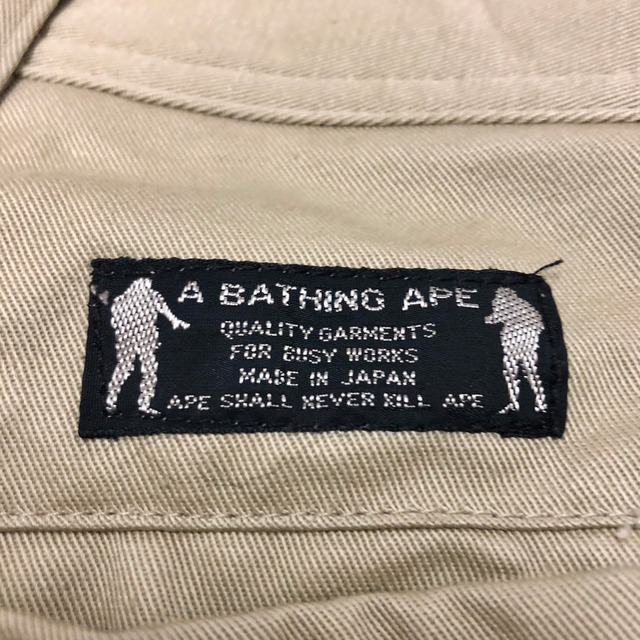 A BATHING APE
QUALITY GARMENTS
FOR BUSY WORKS
MADE IN JAPAN
APE SHALL NEVER KILL APE